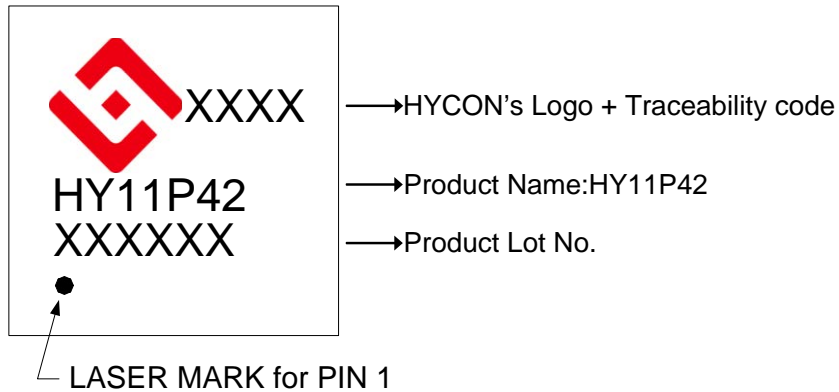 XXXX HYCON's Logo + Traceability code
HY11P42 Product Name:HY11P42
XXXXXX Product Lot No.
LASER MARK for PIN 1